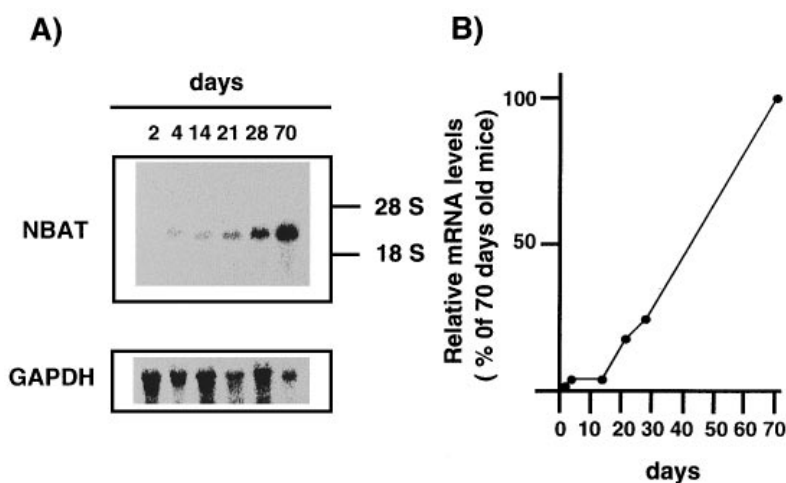 A)
days
2 4 14 21 28 70
NBAT
28 S
18 S
GAPDH
B)
Relative mRNA levels
( % 0f 70 days old mice)
100
50
0 10 20 30 40 50 60 70
days